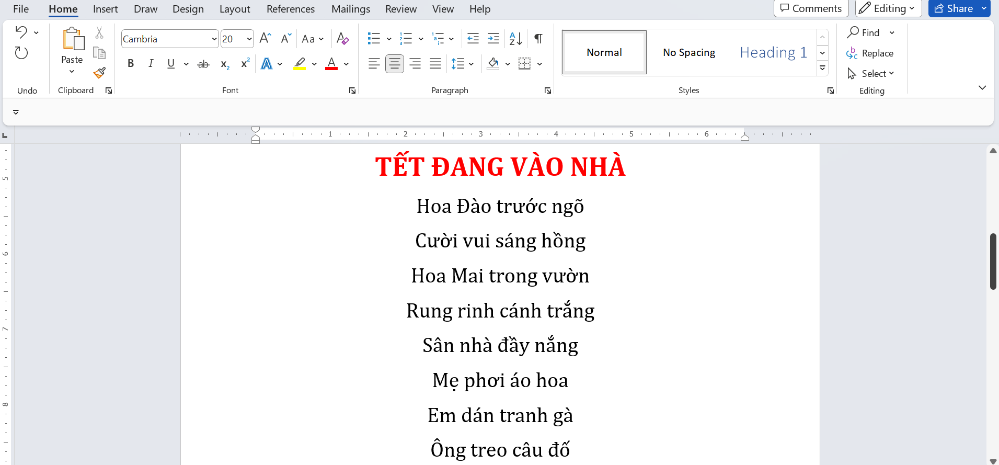 File Home Insert Draw Design Layout References Mailings Review View Help Comments Editing Share
Cambria 20 Aa Normal No Spacing Heading 1 Find
Paste B I U ab x2 x2 A A Replace
Select
Undo Clipboard Font Paragraph Styles Editing
1 2 3 4 5 6
TẾT ĐANG VÀO NHÀ
Hoa Đào trước ngõ
Cười vui sáng hồng
Hoa Mai trong vườn
Rung rinh cánh trắng
Sân nhà đầy nắng
Mẹ phơi áo hoa
Em dán tranh gà
Ông treo câu đố
5
6
7
8